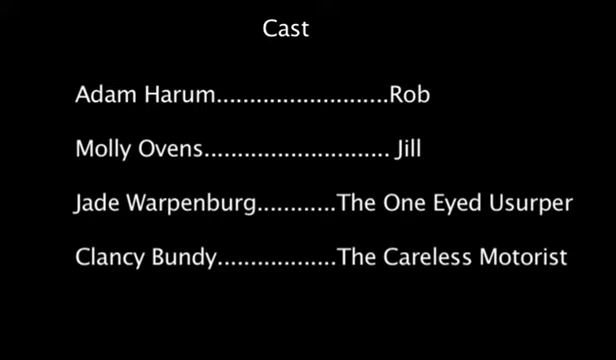 Cast
Adam Harum..........................Rob
Molly Ovens............................ Jill
Jade Warpenburg............The One Eyed Usurper
Clancy Bundy..................The Careless Motorist